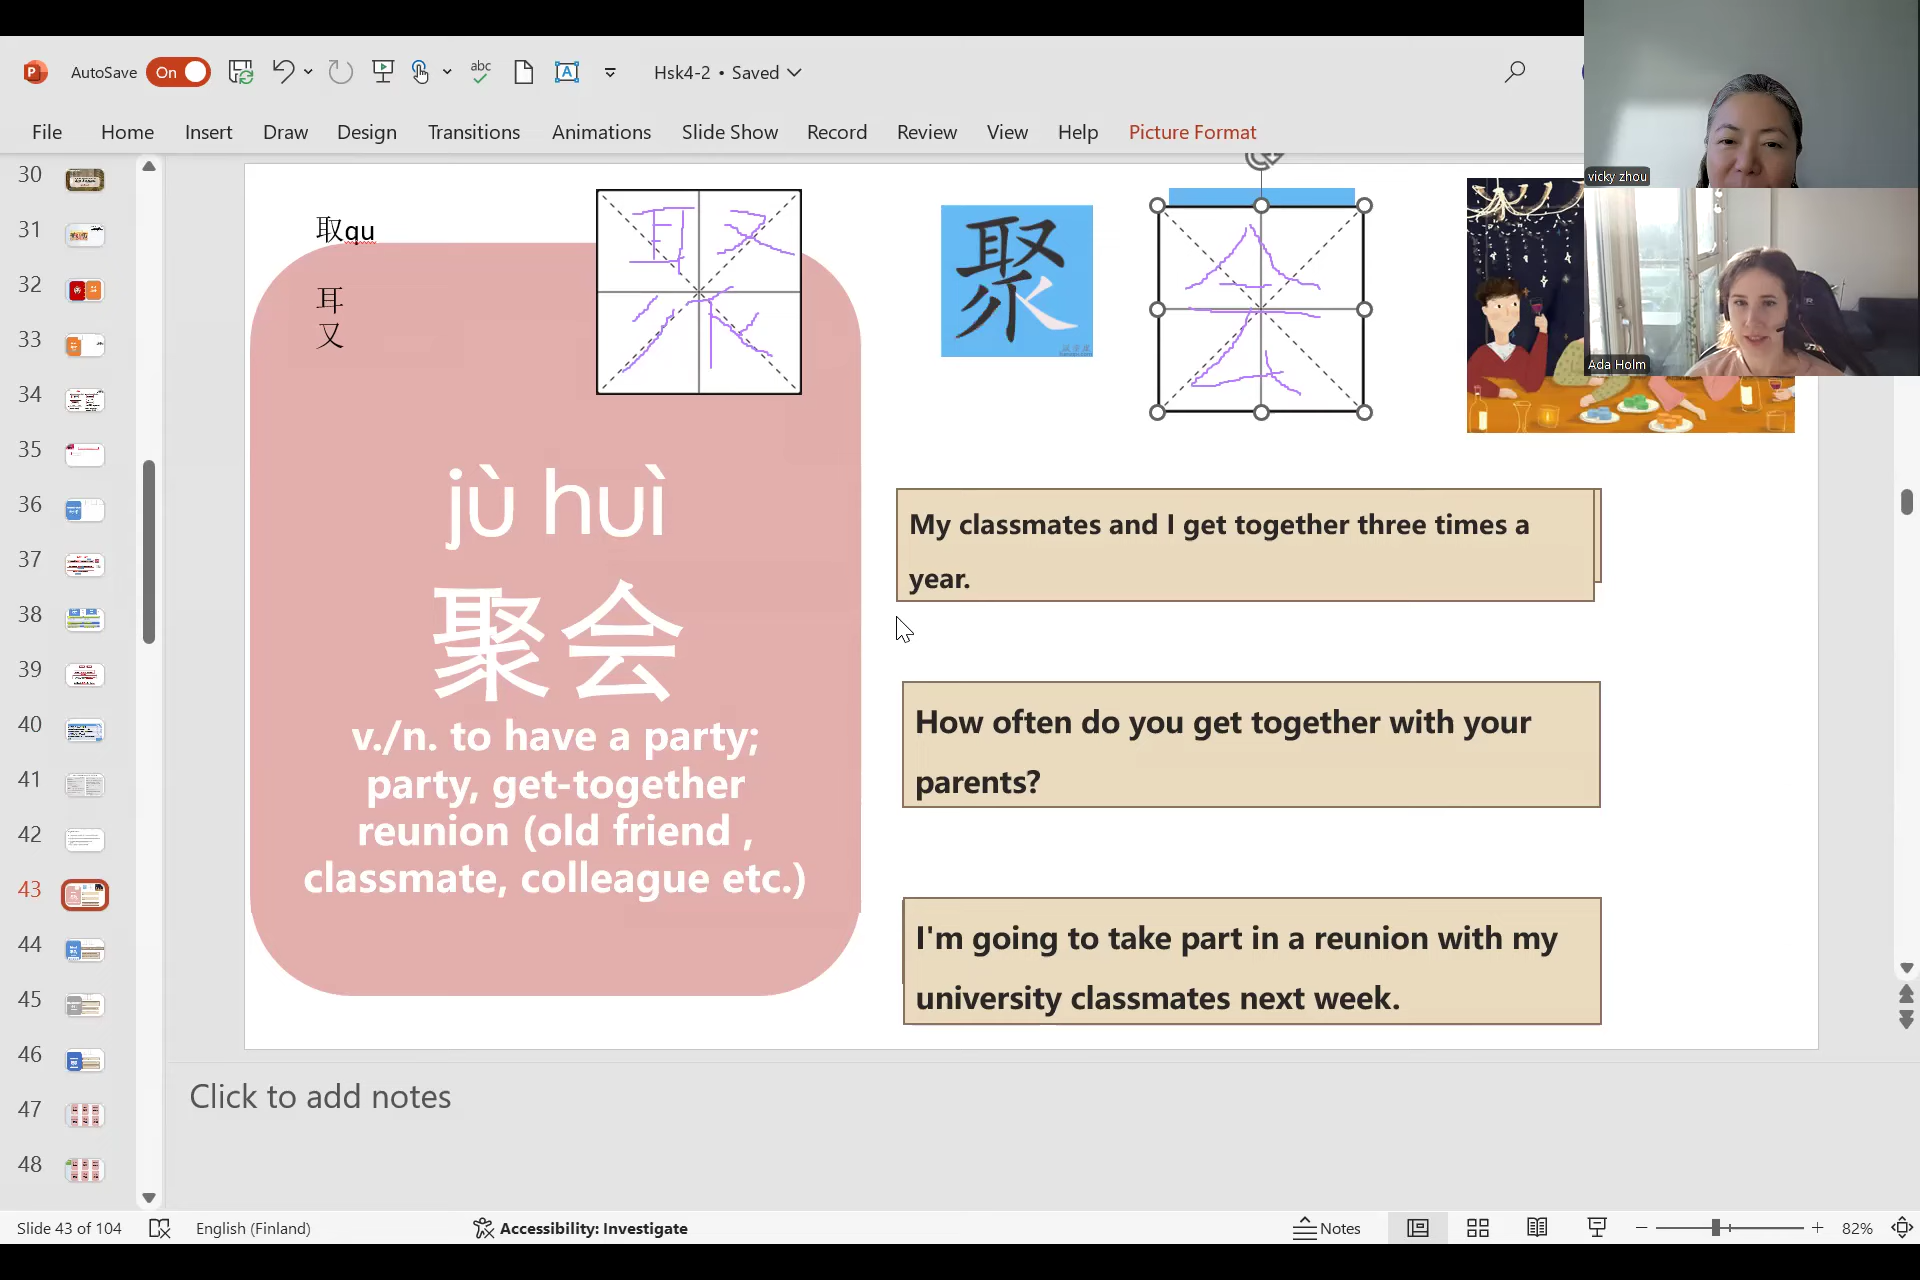 AutoSave On
abc
A
Hsk4-2 • Saved
File Home Insert Draw Design Transitions Animations Slide Show Record Review View Help Picture Format
vicky zhou
Ada Holm
30
31
32
33
34
35
36
37
38
39
40
41
42
43
44
45
46
47
48
取qu
耳
又
聚
聚
会
jù huì
聚会
v./n. to have a party;
party, get-together
reunion (old friend ,
classmate, colleague etc.)
My classmates and I get together three times a
year.
How often do you get together with your
parents?
I'm going to take part in a reunion with my
university classmates next week.
Click to add notes
Slide 43 of 104 English (Finland) Accessibility: Investigate Notes 82%